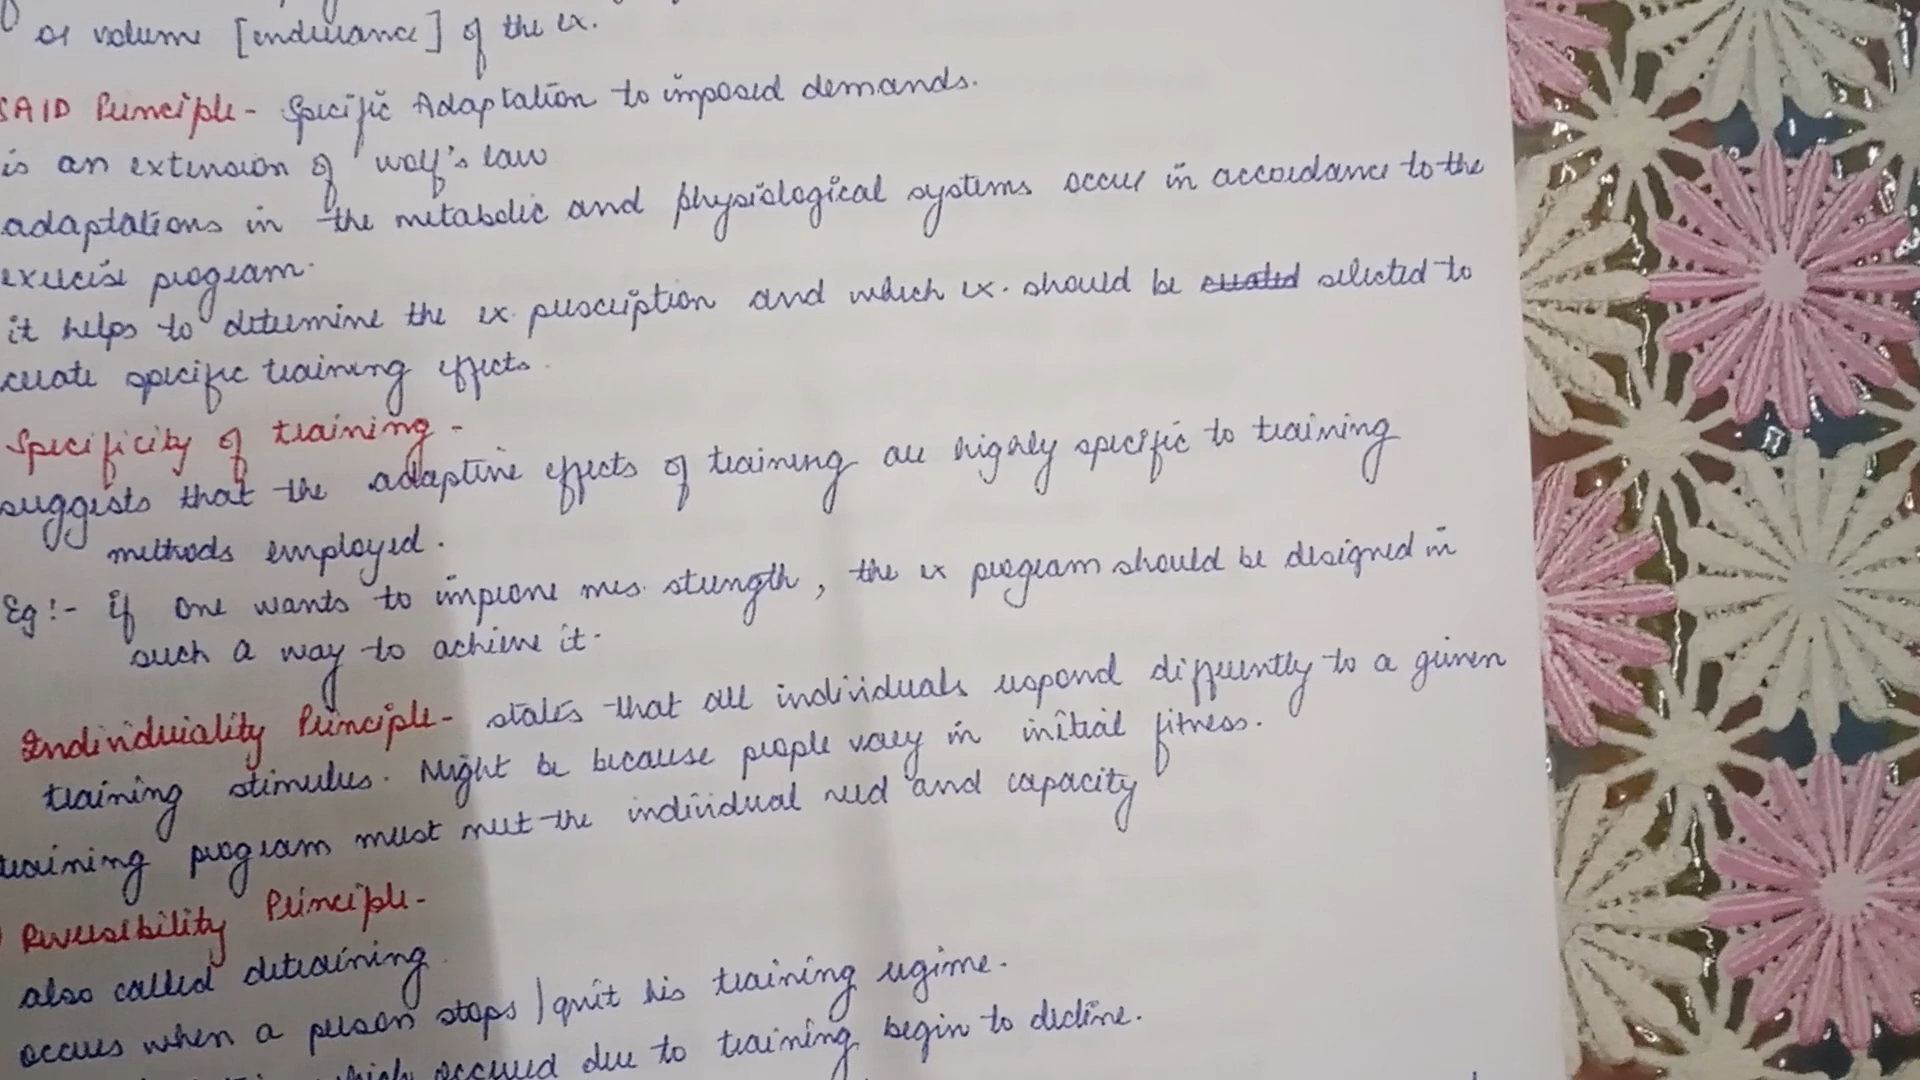 or volume [endurance] of the ex.
SAID Principle - Specific Adaptation to imposed demands.
is an extension of wolf's law
adaptations in the metabolic and physiological systems occur in accordance to the
exercise program.
it helps to determine the ex. prescription and which ex. should be created selected to
create specific training effects.
Specificity of training -
suggests that the adaptive effects of training are highly specific to training
methods employed.
Eg:- if one wants to improve mus. strength, the ex program should be designed in
such a way to achieve it.
Individuality Principle - states that all individuals respond differently to a given
training stimulus. Might be because people vary in initial fitness.
training program must meet the individual need and capacity
Reversibility Principle -
also called detraining
occurs when a person stops / quit his training regime.
which occurred due to training begin to decline.